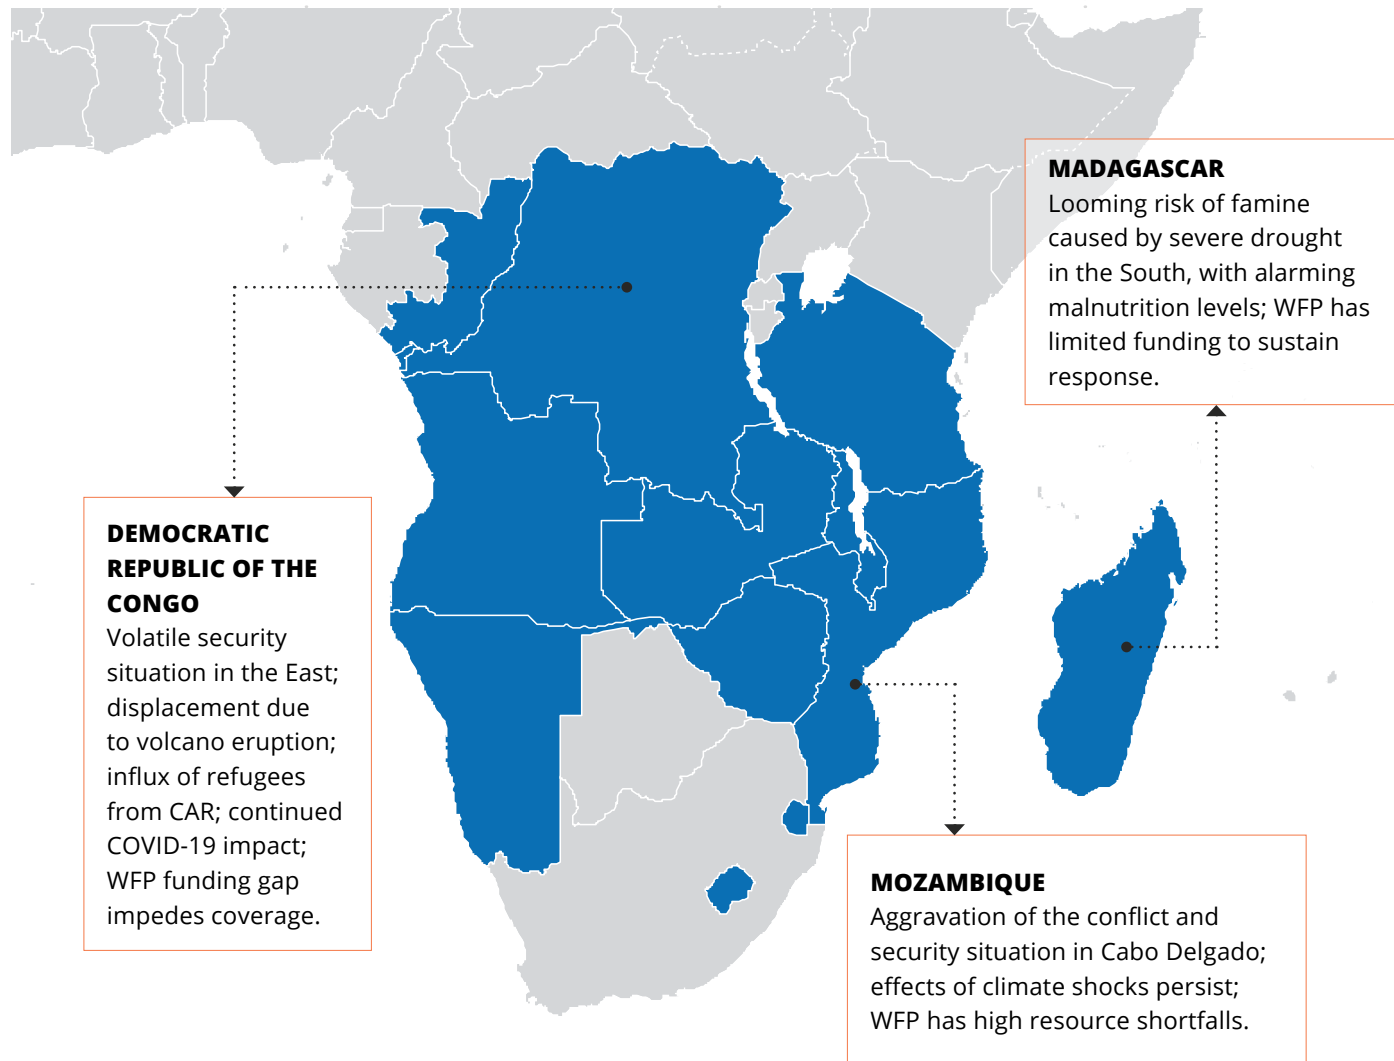 MADAGASCAR
Looming risk of famine
caused by severe drought
in the South, with alarming
malnutrition levels; WFP has
limited funding to sustain
response.
DEMOCRATIC
REPUBLIC OF THE
CONGO
Volatile security
situation in the East;
displacement due
to volcano eruption;
influx of refugees
from CAR; continued
COVID-19 impact;
WFP funding gap
impedes coverage.
MOZAMBIQUE
Aggravation of the conflict and
security situation in Cabo Delgado;
effects of climate shocks persist;
WFP has high resource shortfalls.